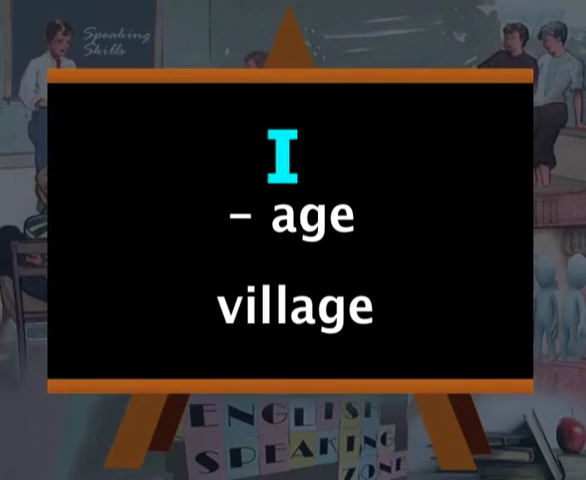 Speaking
Skills
I
- age
village
ENGLISH
SPEAKING
ZONE